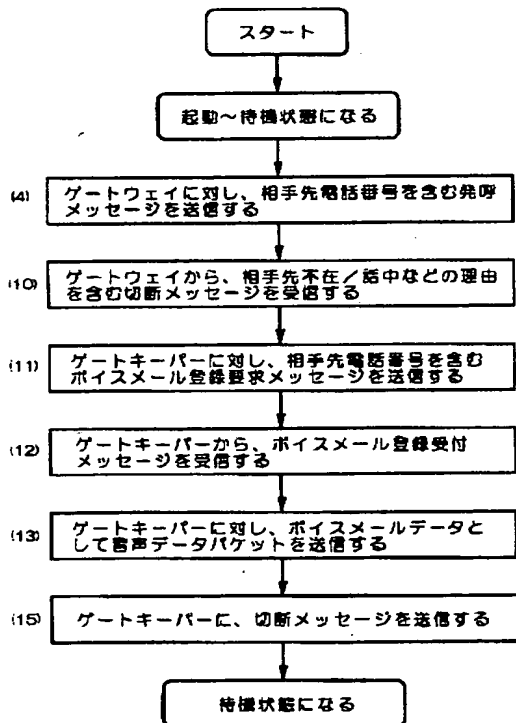 スタート
起動〜待機状態になる
(4)
ゲートウェイに対し、相手先電話番号を含む発呼
メッセージを送信する
(10)
ゲートウェイから、相手先不在/話中などの理由
を含む切断メッセージを受信する
(11)
ゲートキーパーに対し、相手先電話番号を含む
ボイスメール登録要求メッセージを送信する
(12)
ゲートキーパーから、ボイスメール登録受付
メッセージを受信する
(13)
ゲートキーパーに対し、ボイスメールデータと
して音声データパケットを送信する
(15)
ゲートキーパーに、切断メッセージを送信する
待機状態になる